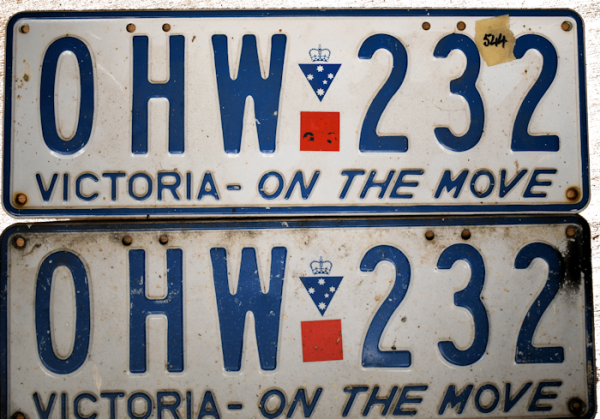 544
OHW 232
VICTORIA - ON THE MOVE
OHW 232
VICTORIA - ON THE MOVE